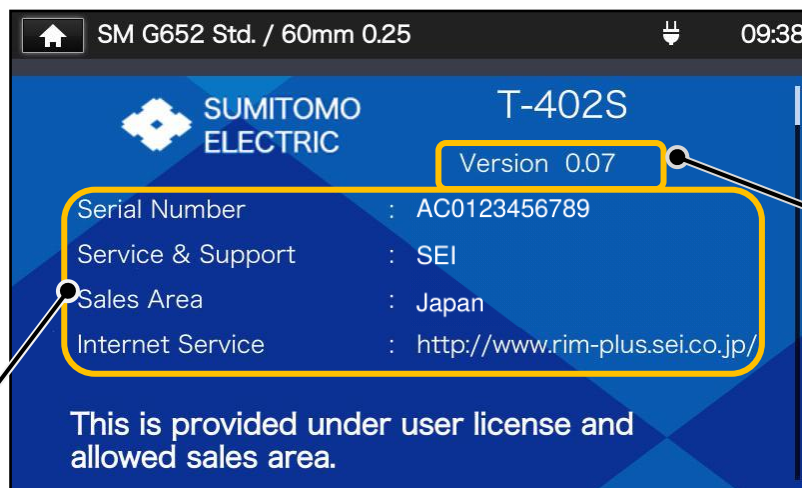 SM G652 Std. / 60mm 0.25 09:38
SUMITOMO
ELECTRIC
T-402S
Version 0.07
Serial Number : AC0123456789
Service & Support : SEI
Sales Area : Japan
Internet Service : http://www.rim-plus.sei.co.jp/
This is provided under user license and
allowed sales area.